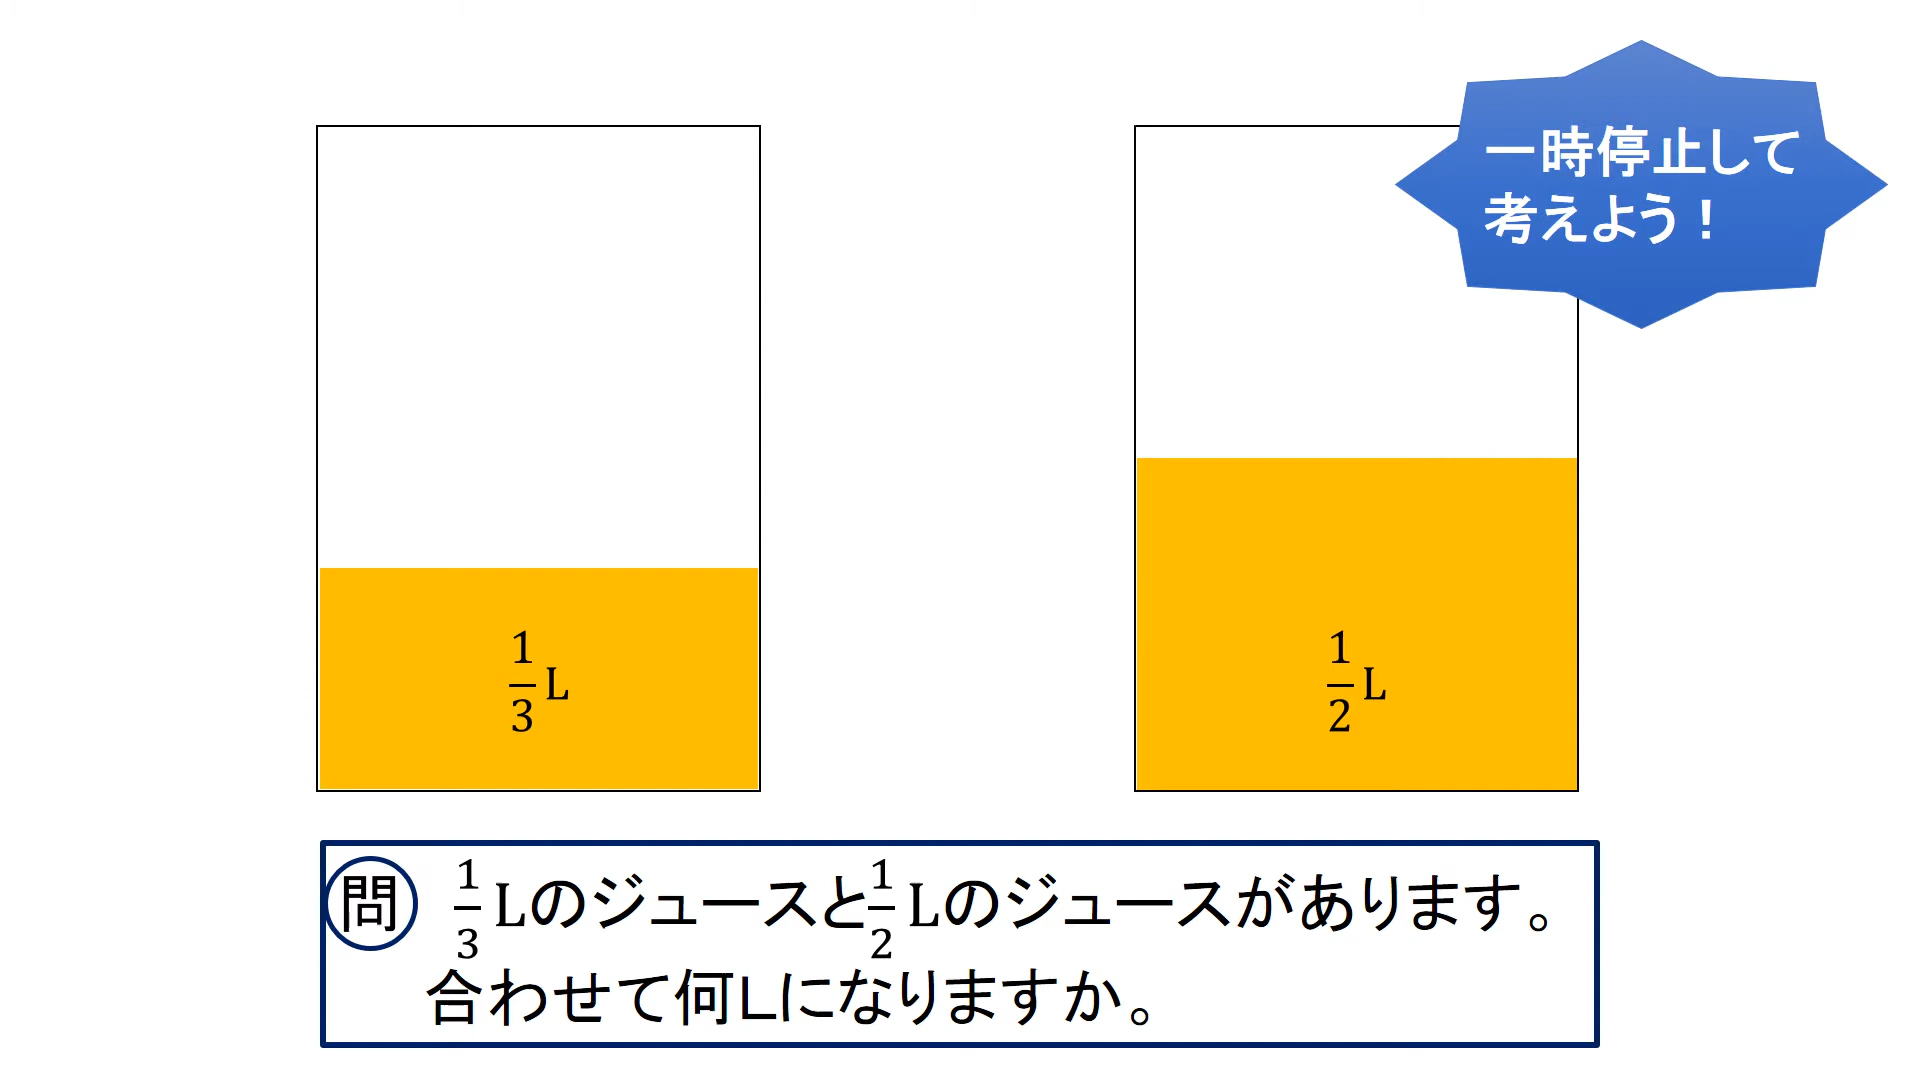 一時停止して
考えよう！
1/3 L
1/2 L
問 1/3 Lのジュースと1/2 Lのジュースがあります。
合わせて何Lになりますか。